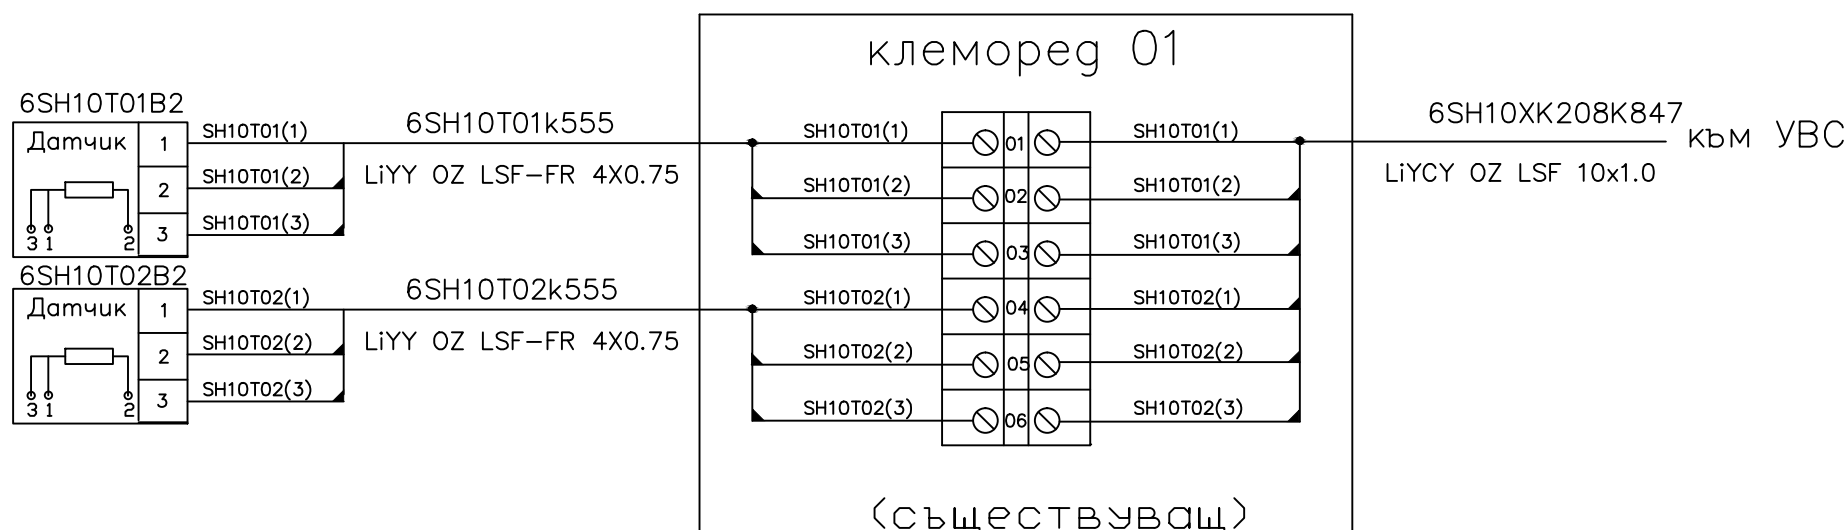 клеморед 01
6SH10T01B2
Датчик
1
2
3
3 1 2
SH10T01(1)
SH10T01(2)
SH10T01(3)
6SH10T01k555
LiYY OZ LSF-FR 4X0.75
6SH10T02B2
Датчик
1
2
3
3 1 2
SH10T02(1)
SH10T02(2)
SH10T02(3)
6SH10T02k555
LiYY OZ LSF-FR 4X0.75
SH10T01(1) 01 SH10T01(1)
SH10T01(2) 02 SH10T01(2)
SH10T01(3) 03 SH10T01(3)
SH10T02(1) 04 SH10T02(1)
SH10T02(2) 05 SH10T02(2)
SH10T02(3) 06 SH10T02(3)
6SH10XK208K847
към УВС
LiYCY OZ LSF 10x1.0
(съществуващ)